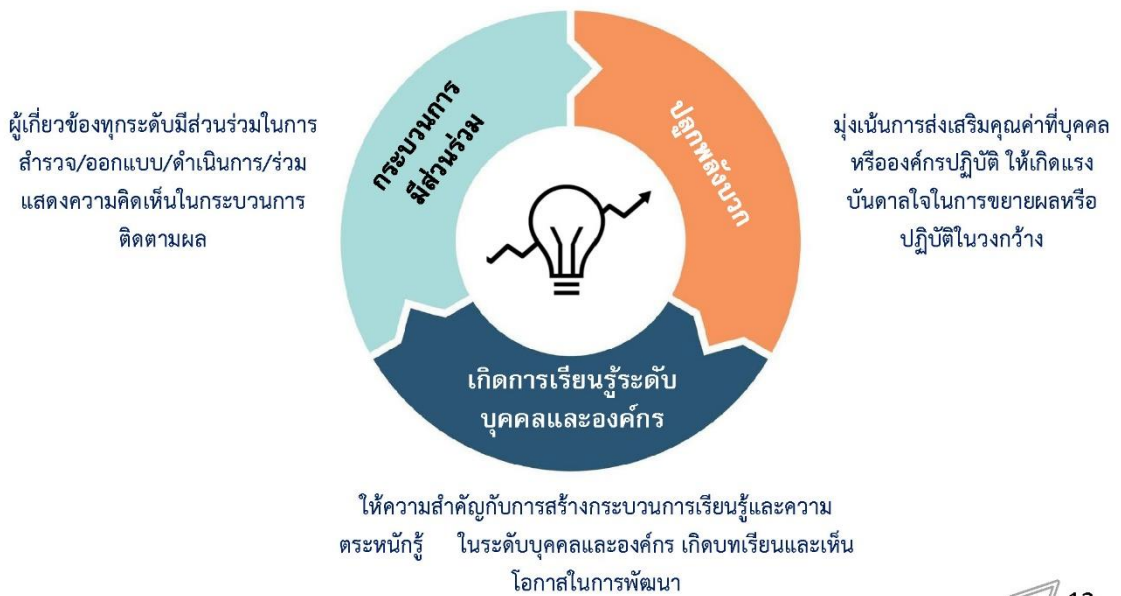 กระบวนการ
มีส่วนร่วม
ปลูกพลังบวก
ผู้เกี่ยวข้องทุกระดับมีส่วนร่วมในการ
สำรวจ/ออกแบบ/ดำเนินการ/ร่วม
แสดงความคิดเห็นในกระบวนการ
ติดตามผล
มุ่งเน้นการส่งเสริมคุณค่าที่บุคคล
หรือองค์กรปฏิบัติ ให้เกิดแรง
บันดาลใจในการขยายผลหรือ
ปฏิบัติในวงกว้าง
เกิดการเรียนรู้ระดับ
บุคคลและองค์กร
ให้ความสำคัญกับการสร้างกระบวนการเรียนรู้และความ
ตระหนักรู้ ในระดับบุคคลและองค์กร เกิดบทเรียนและเห็น
โอกาสในการพัฒนา